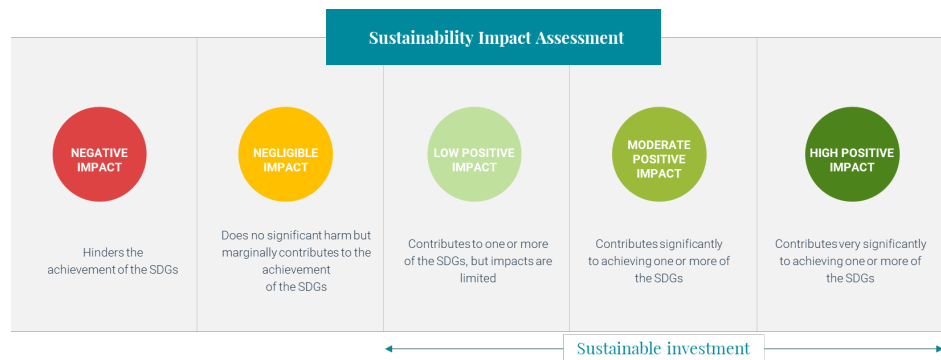 Sustainability Impact Assessment
NEGATIVE
IMPACT
Hinders the
achievement of the SDGs
NEGLIGIBLE
IMPACT
Does no significant harm but
marginally contributes to the
achievement
of the SDGs
LOW POSITIVE
IMPACT
Contributes to one or more
of the SDGs, but impacts are
limited
MODERATE
POSITIVE
IMPACT
Contributes significantly
to achieving one or more of
the SDGs
HIGH POSITIVE
IMPACT
Contributes very significantly
to achieving one or more of
the SDGs
Sustainable investment